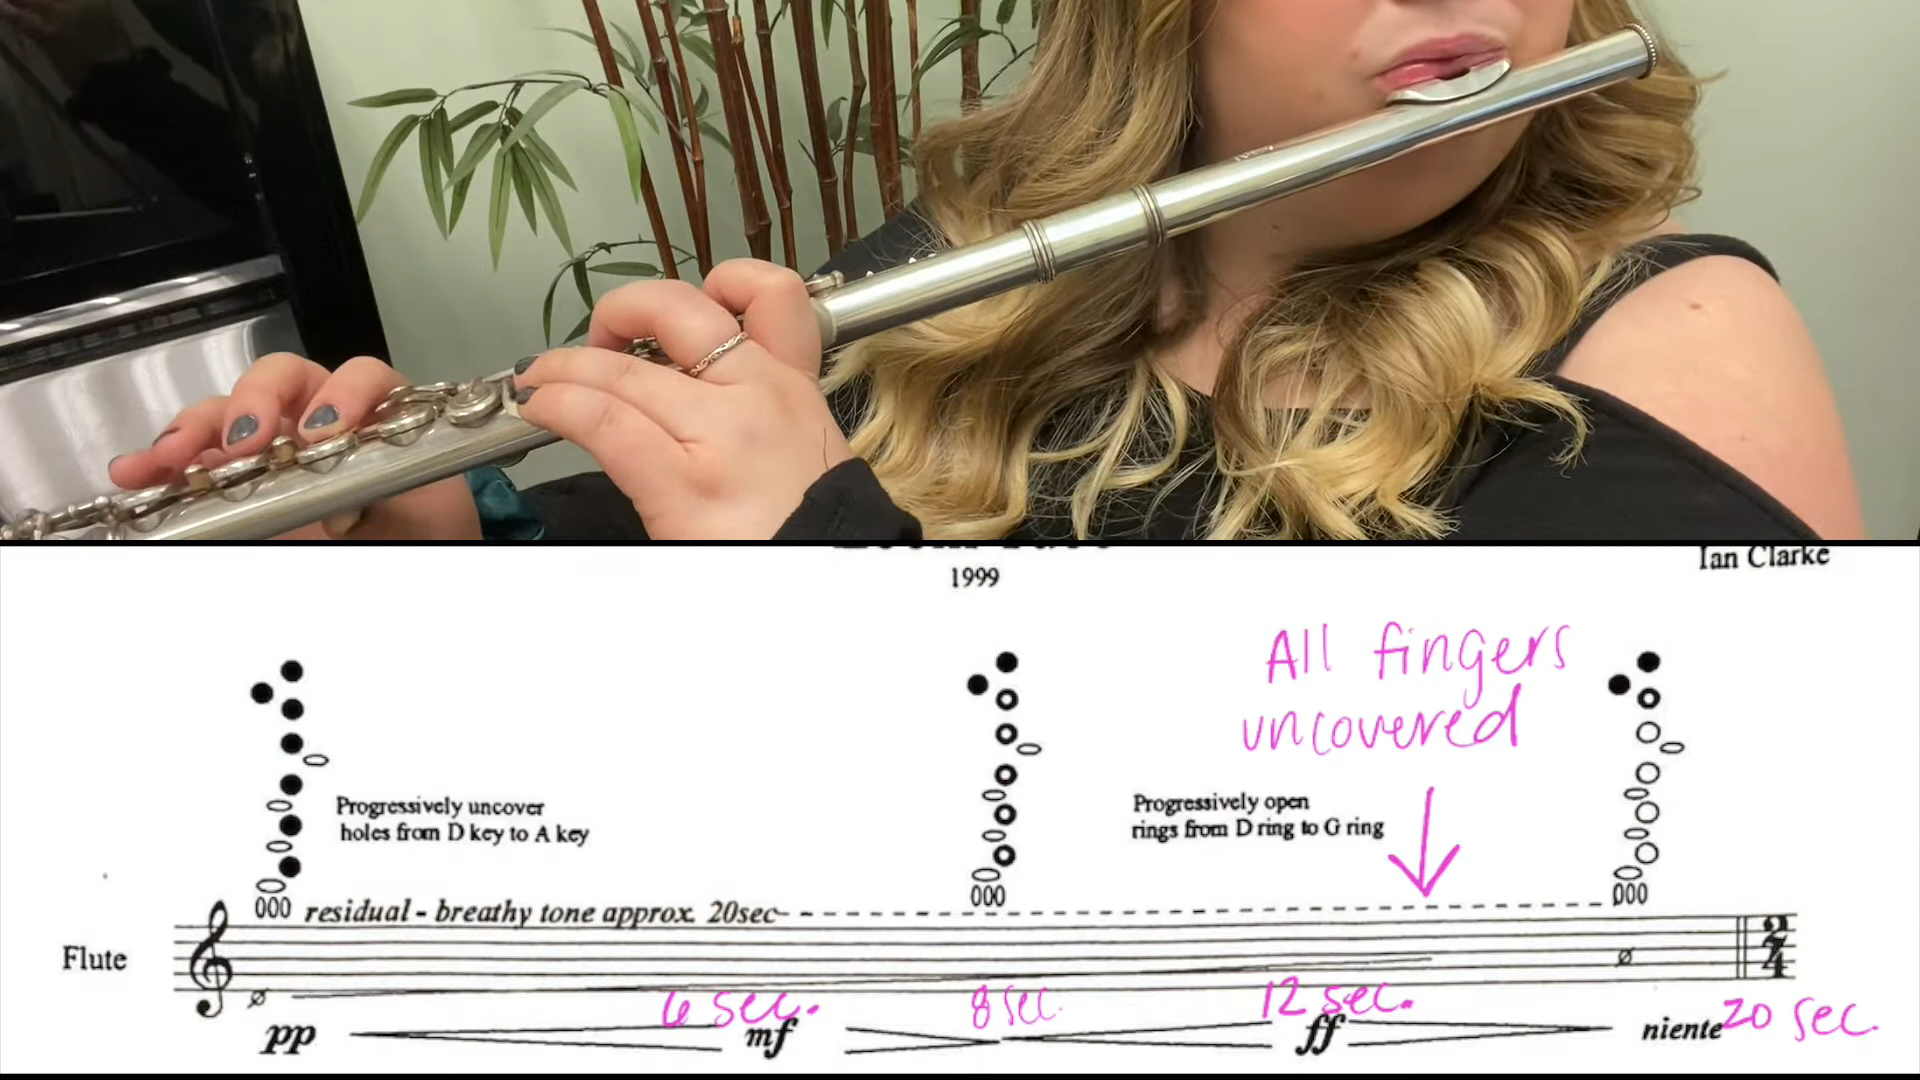 1999
Ian Clarke
All fingers
uncovered
Progressively uncover
holes from D key to A key
Progressively open
rings from D ring to G ring
residual - breathy tone approx. 20sec
Flute
2
4
6 sec.
8 sec.
12 sec.
20 sec.
pp
mf
ff
niente